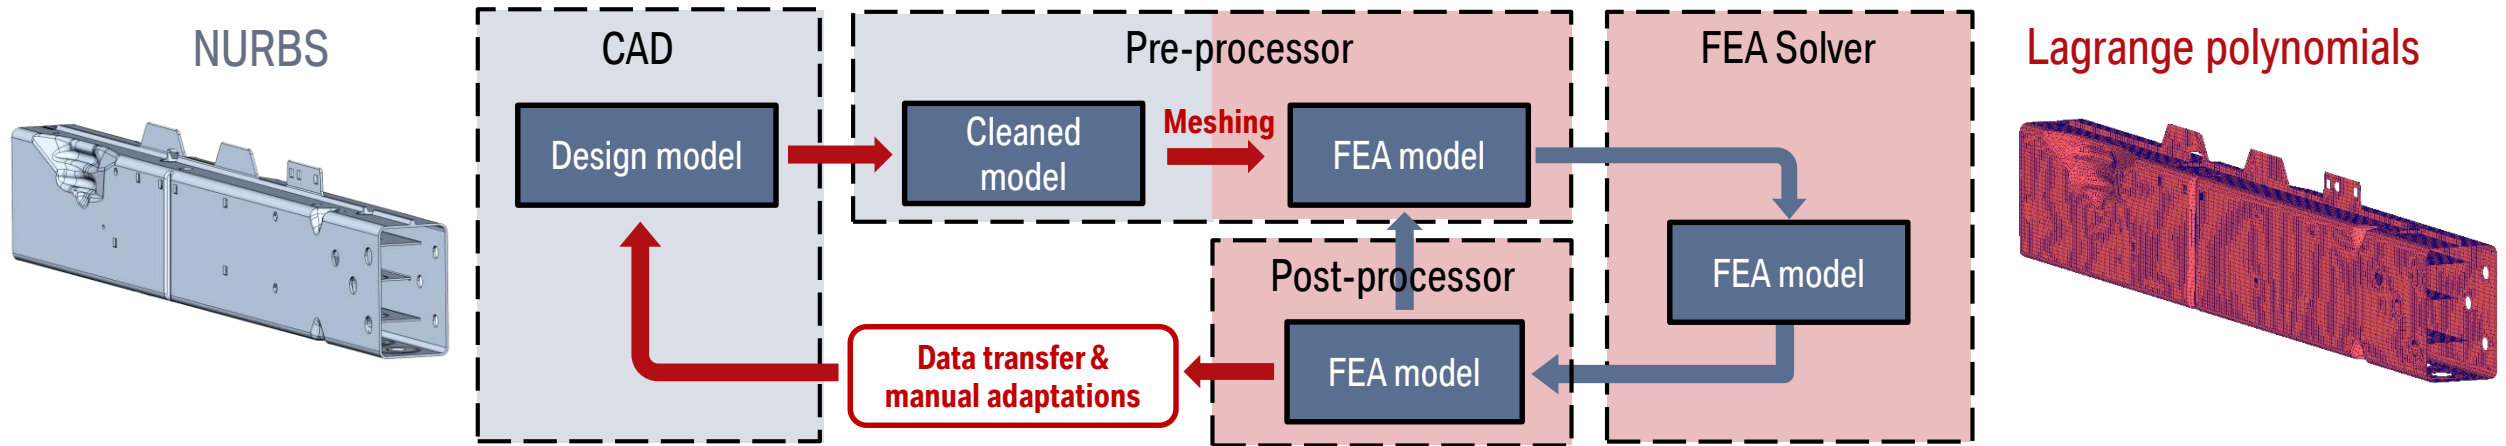 NURBS
CAD
Pre-processor
FEA Solver
Lagrange polynomials
Design model
Cleaned
model
Meshing
FEA model
FEA model
Post-processor
FEA model
Data transfer &
manual adaptations